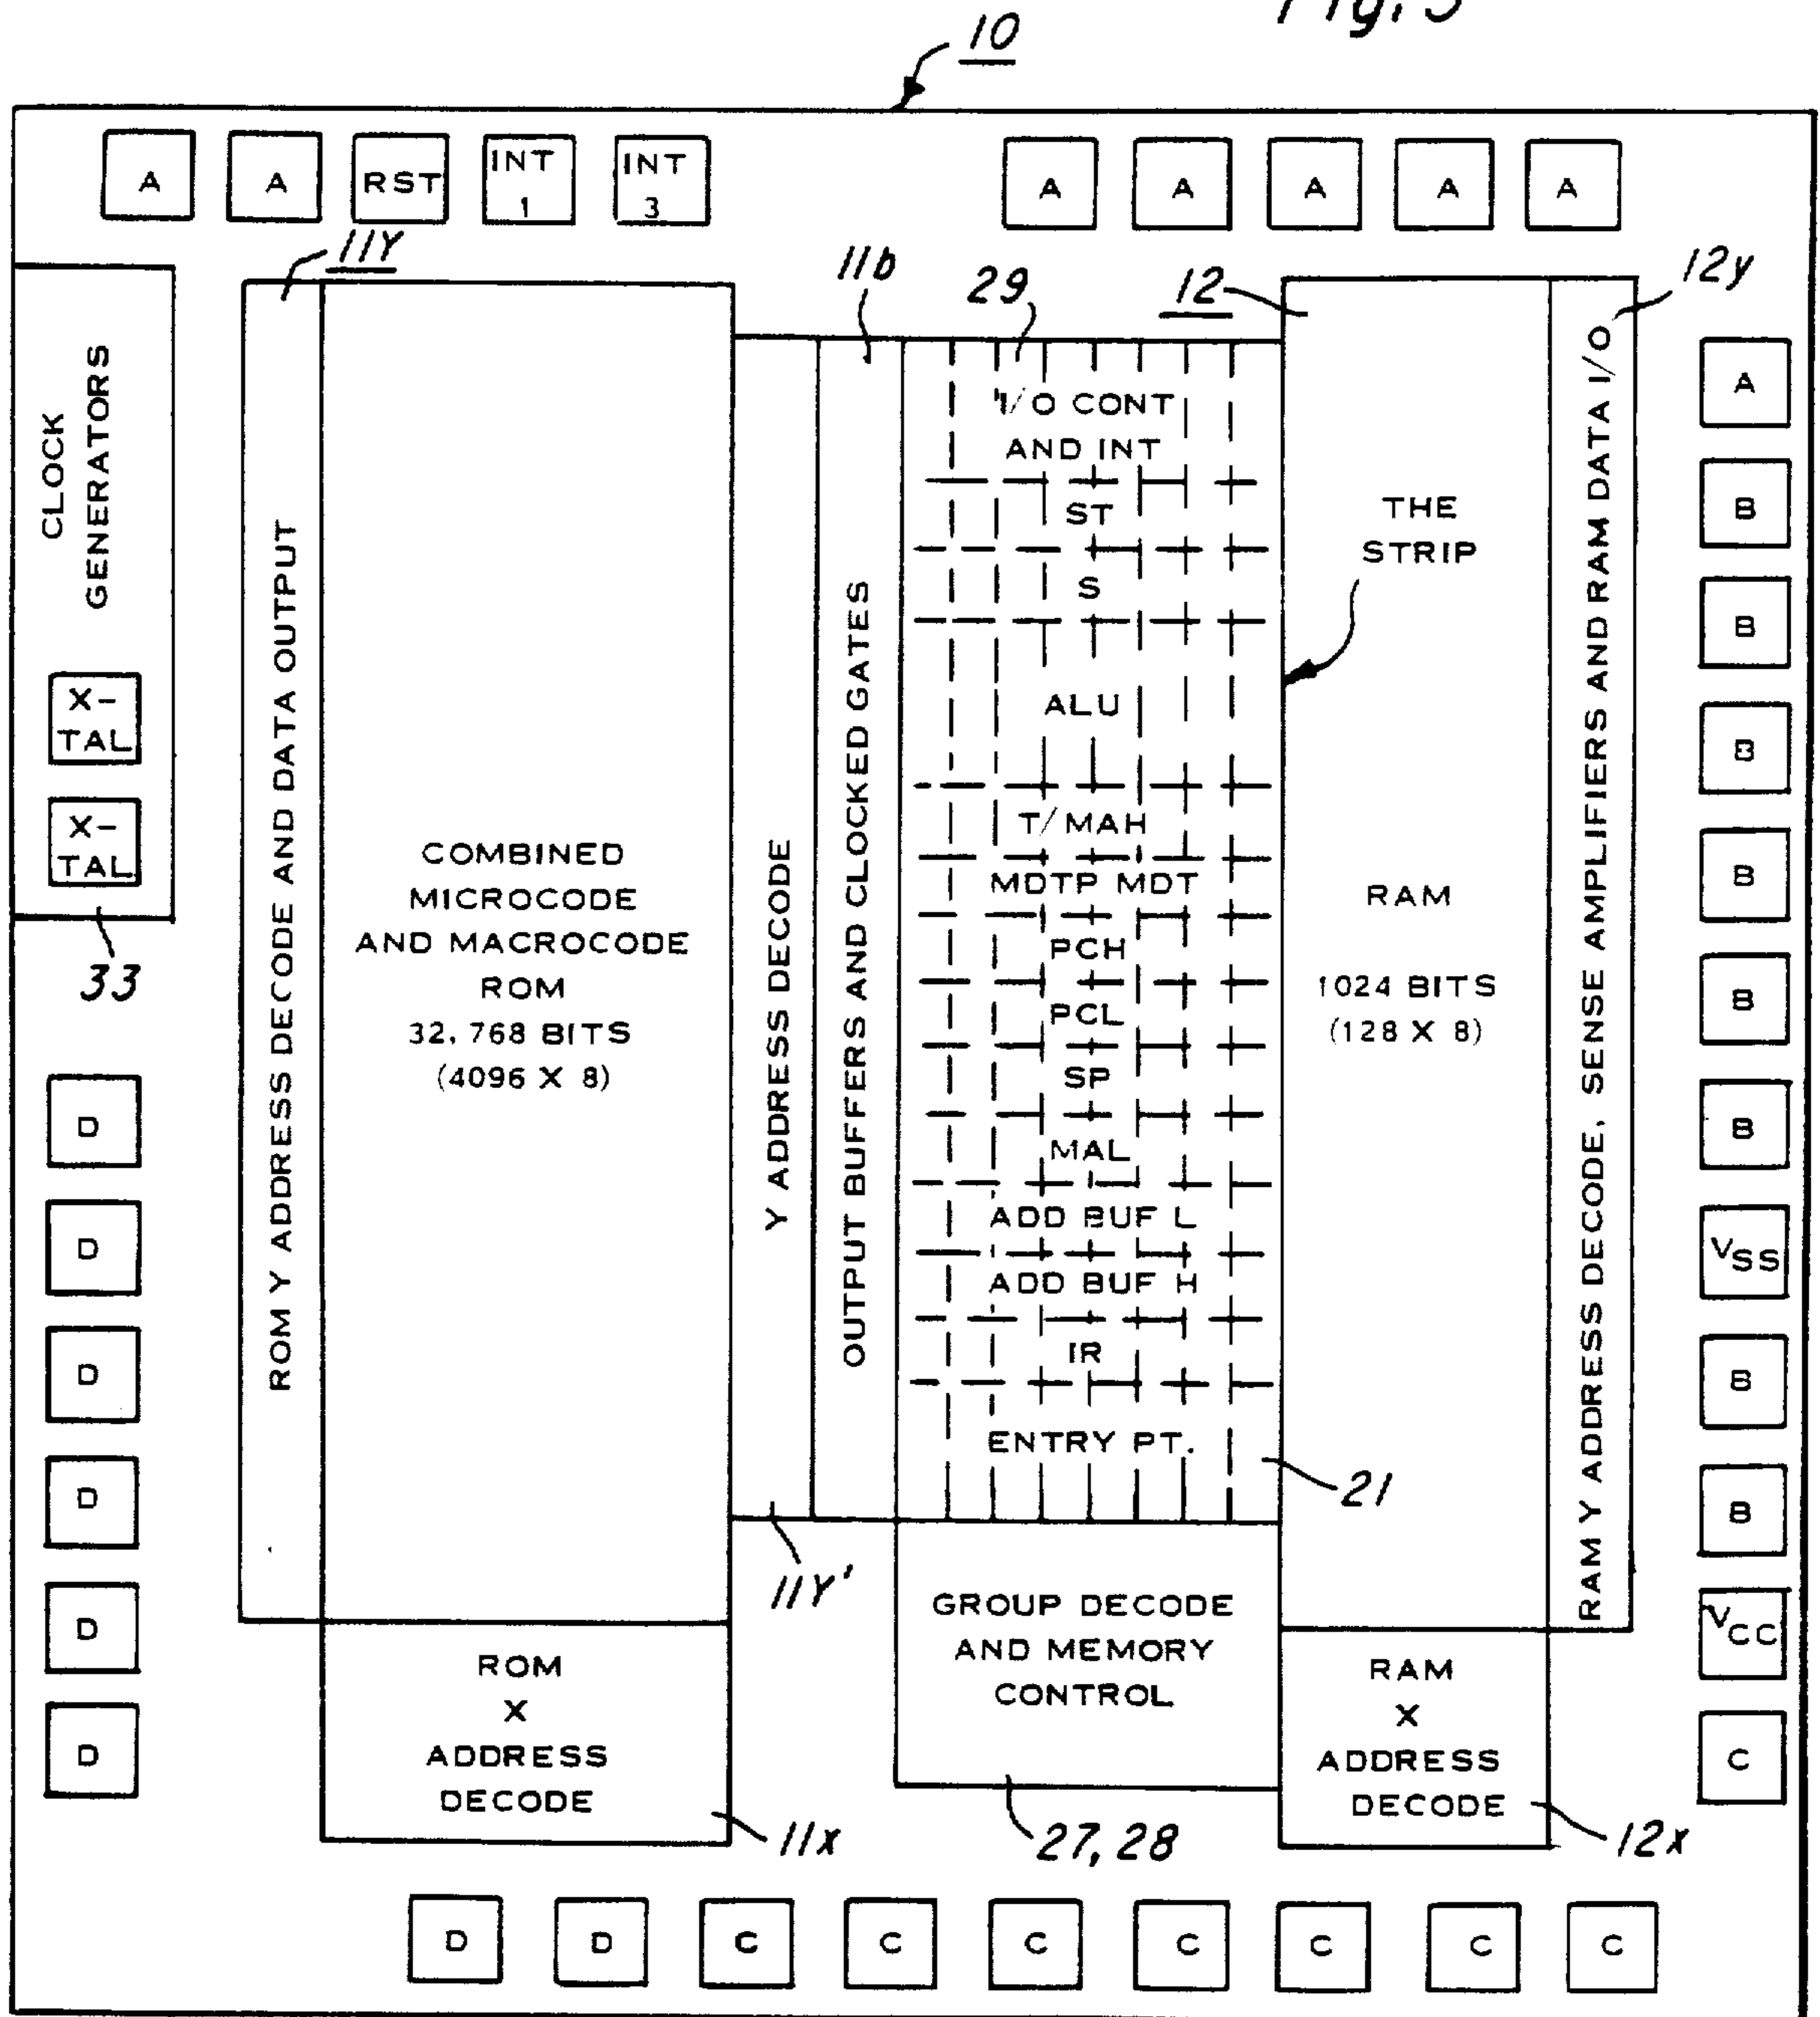 Fig. 3
10
A A RST INT 1 INT 3 A A A A A
11Y
11b
29
12
12y
CLOCK
GENERATORS
X-
TAL
X-
TAL
33
ROM Y ADDRESS DECODE AND DATA OUTPUT
COMBINED
MICROCODE
AND MACROCODE
ROM
32,768 BITS
(4096 X 8)
Y ADDRESS DECODE
OUTPUT BUFFERS AND CLOCKED GATES
I/O CONT
AND INT
ST
S
ALU
T/MAH
MDTP MDT
PCH
PCL
SP
MAL
ADD BUF L
ADD BUF H
IR
ENTRY PT.
THE
STRIP
RAM
1024 BITS
(128 X 8)
RAM Y ADDRESS DECODE, SENSE AMPLIFIERS AND RAM DATA I/O
A
B
B
B
B
B
B
VSS
B
B
VCC
C
D
D
D
D
D
D
21
11Y'
ROM
X
ADDRESS
DECODE
11x
GROUP DECODE
AND MEMORY
CONTROL
27, 28
RAM
X
ADDRESS
DECODE
12x
D D C C C C C C C